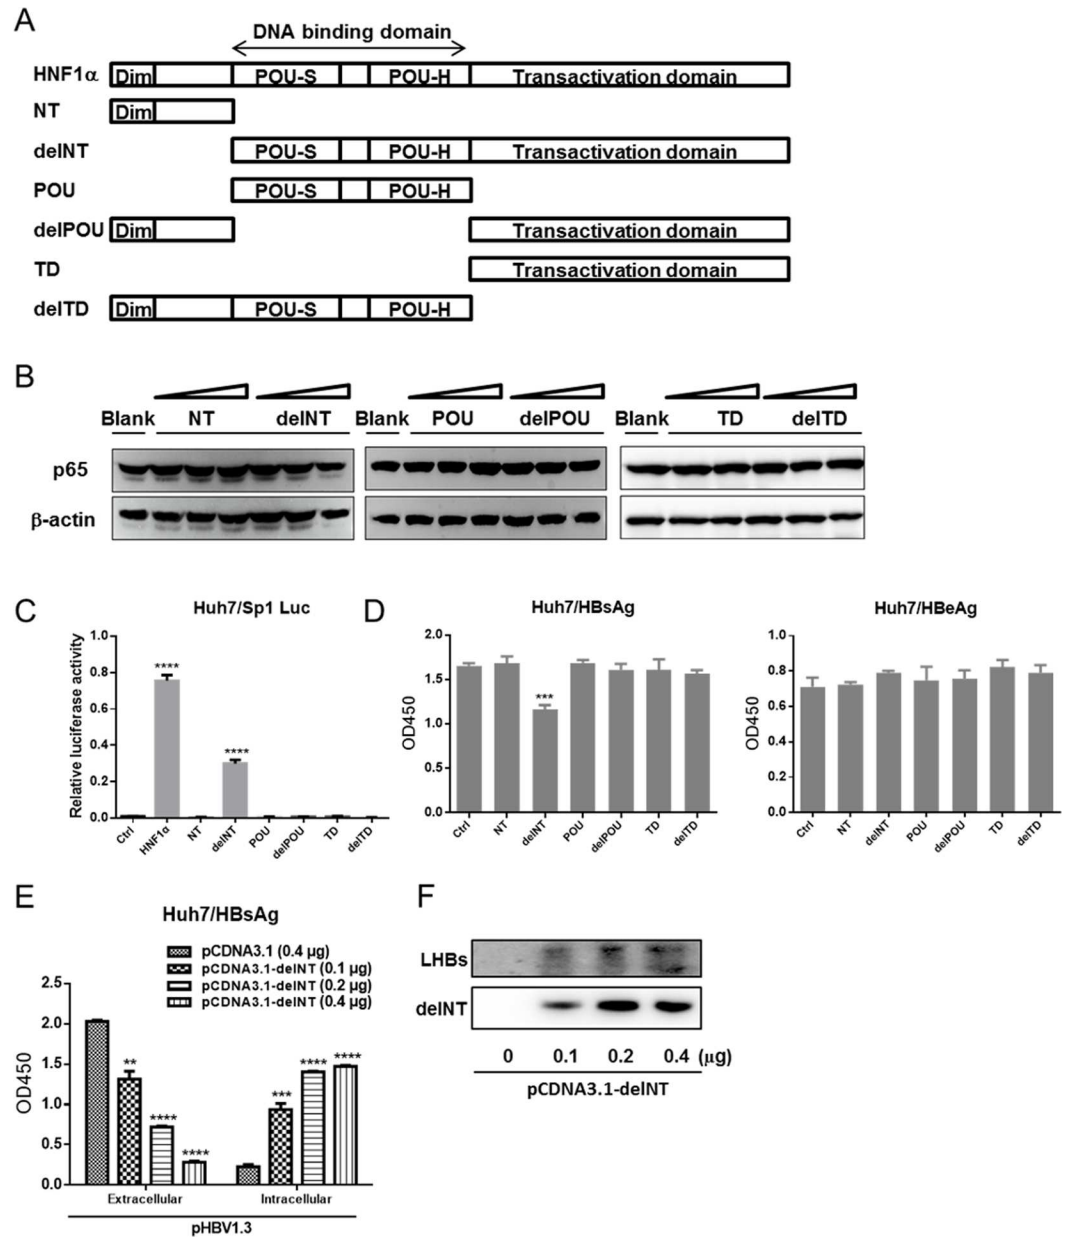 A
DNA binding domain
HNF1α Dim POU-S POU-H Transactivation domain
NT Dim
delNT POU-S POU-H Transactivation domain
POU POU-S POU-H
delPOU Dim Transactivation domain
TD Transactivation domain
delTD Dim POU-S POU-H
B
Blank NT delNT Blank POU delPOU Blank TD delTD
p65
β-actin
C
Huh7/Sp1 Luc
Relative luciferase activity
1.0
0.8
0.6
0.4
0.2
0.0
****
****
Ctrl HNF1α NT delNT POU delPOU TD delTD
D
Huh7/HBsAg
OD450
2.0
1.5
1.0
0.5
0.0
***
Ctrl NT delNT POU delPOU TD delTD
Huh7/HBeAg
OD450
1.0
0.8
0.6
0.4
0.2
0.0
Ctrl NT delNT POU delPOU TD delTD
E
Huh7/HBsAg
pCDNA3.1 (0.4 µg)
pCDNA3.1-delNT (0.1 µg)
pCDNA3.1-delNT (0.2 µg)
pCDNA3.1-delNT (0.4 µg)
OD450
2.5
2.0
1.5
1.0
0.5
0.0
** **** **** *** **** ****
Extracellular Intracellular
pHBV1.3
F
LHBs
delNT
0 0.1 0.2 0.4 (µg)
pCDNA3.1-delNT